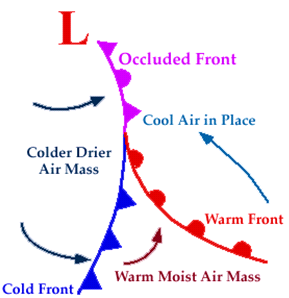 L
Occluded Front
Cool Air in Place
Colder Drier
Air Mass
Warm Front
Warm Moist Air Mass
Cold Front